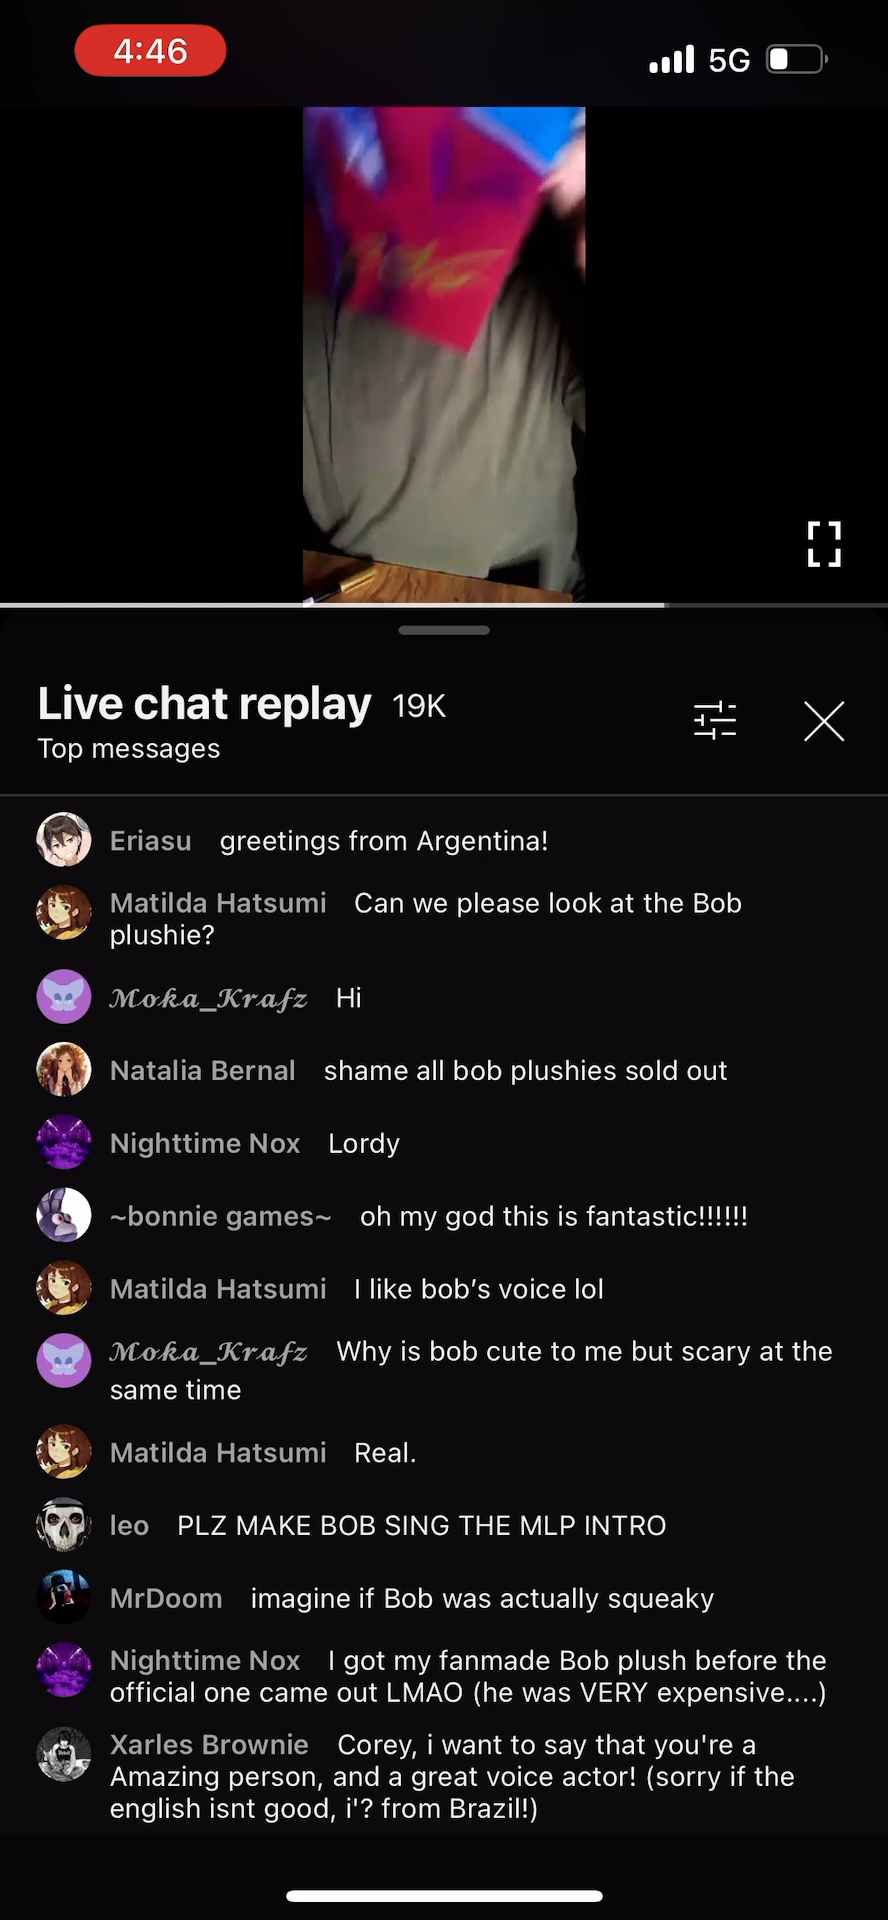 4:46
5G
Live chat replay 19K
Top messages
Eriasu greetings from Argentina!
Matilda Hatsumi Can we please look at the Bob
plushie?
𝓜𝓸𝓴𝓪_𝓚𝓻𝓪𝓯𝔃 Hi
Natalia Bernal shame all bob plushies sold out
Nighttime Nox Lordy
~bonnie games~ oh my god this is fantastic!!!!!!
Matilda Hatsumi I like bob’s voice lol
𝓜𝓸𝓴𝓪_𝓚𝓻𝓪𝓯𝔃 Why is bob cute to me but scary at the
same time
Matilda Hatsumi Real.
leo PLZ MAKE BOB SING THE MLP INTRO
MrDoom imagine if Bob was actually squeaky
Nighttime Nox I got my fanmade Bob plush before the
official one came out LMAO (he was VERY expensive....)
Xarles Brownie Corey, i want to say that you're a
Amazing person, and a great voice actor! (sorry if the
english isnt good, i'? from Brazil!)